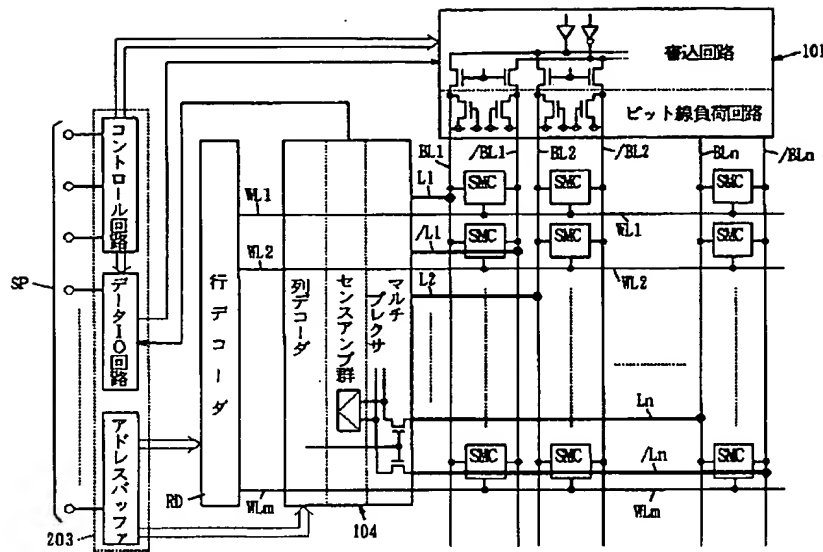 書込回路
101
ビット線負荷回路
コントロール回路
データIO回路
アドレスバッファ
SP
203
行デコーダ
RD
列デコーダ
センスアンプ群
マルチプレクサ
104
BL1
/BL1
BL2
/BL2
BLn
/BLn
L1
SMC
SMC
SMC
WL1
WL1
/L1
SMC
SMC
SMC
WL2
WL2
L2
Ln
SMC
SMC
SMC
/Ln
WLm
WLm